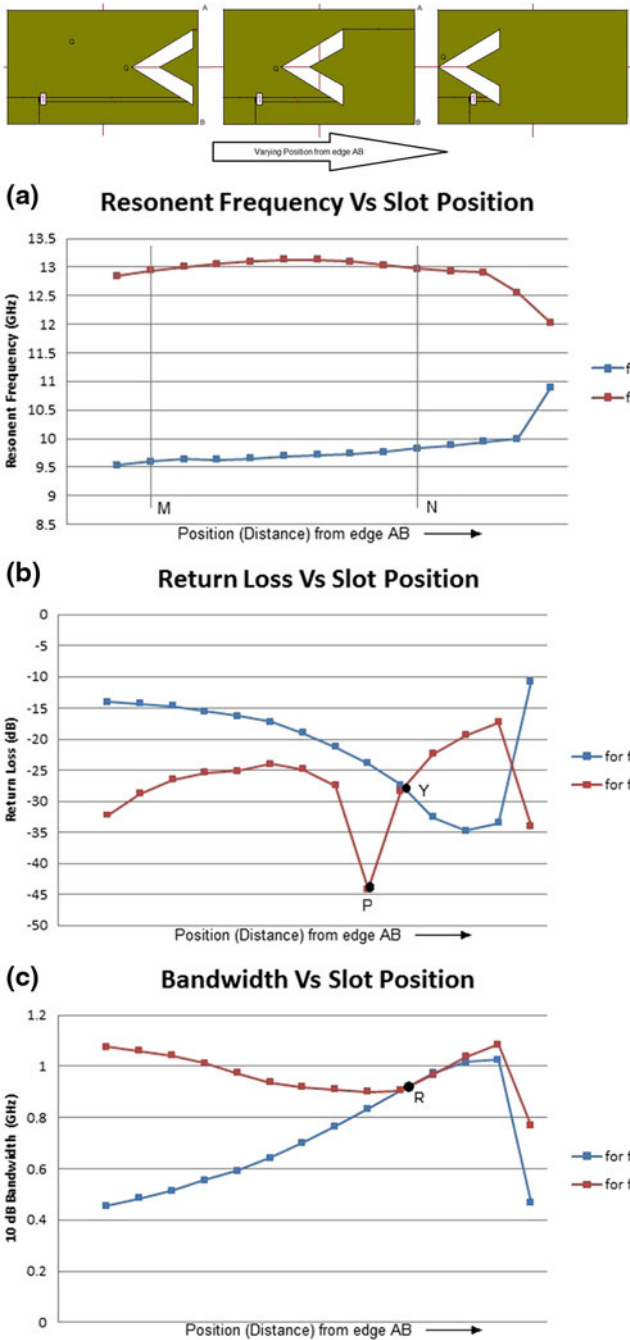 A
Q
Q
B
A
Q
B
Q
Varying Position from edge AB
(a)
Resonent Frequency Vs Slot Position
Resonent Frequency (GHz)
13.5
13
12.5
12
11.5
11
10.5
10
9.5
9
8.5
M
N
f
f
Position (Distance) from edge AB
(b)
Return Loss Vs Slot Position
Return Loss (dB)
0
-5
-10
-15
-20
-25
-30
-35
-40
-45
-50
Y
P
for f
for f
Position (Distance) from edge AB
(c)
Bandwidth Vs Slot Position
10 dB Bandwidth (GHz)
1.2
1
0.8
0.6
0.4
0.2
0
R
for f
for f
Position (Distance) from edge AB